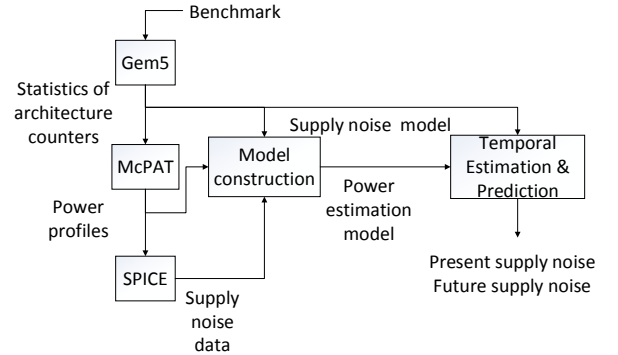 Benchmark
Gem5
Statistics of
architecture
counters
Supply noise model
McPAT
Model
construction
Temporal
Estimation &
Prediction
Power
profiles
Power
estimation
model
SPICE
Supply
noise
data
Present supply noise
Future supply noise